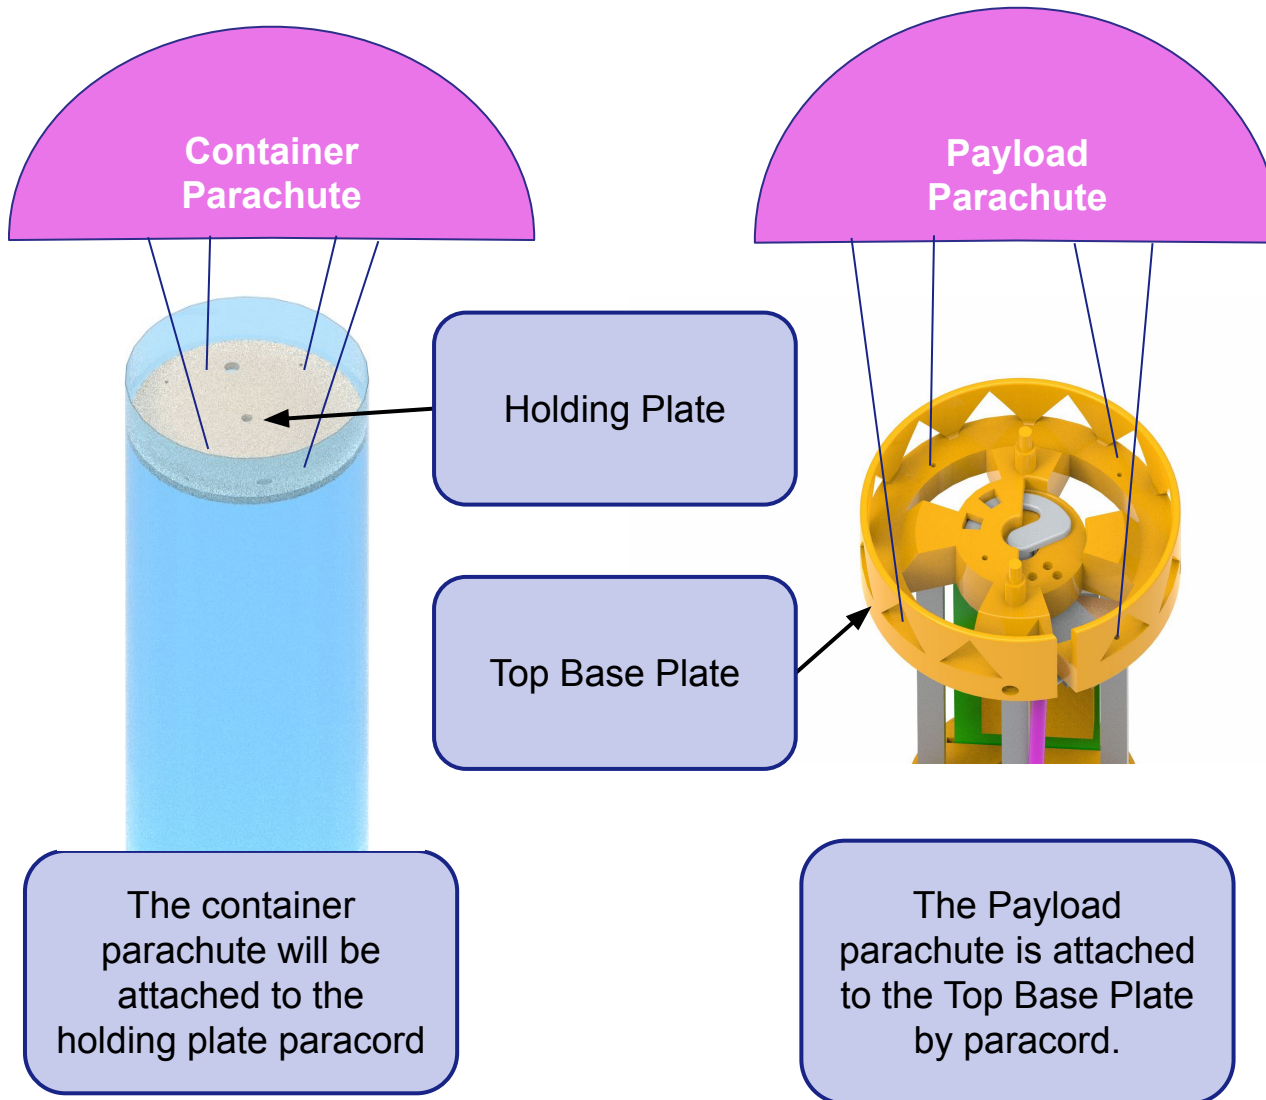 Container
Parachute
Payload
Parachute
Holding Plate
Top Base Plate
The container
parachute will be
attached to the
holding plate paracord
The Payload
parachute is attached
to the Top Base Plate
by paracord.